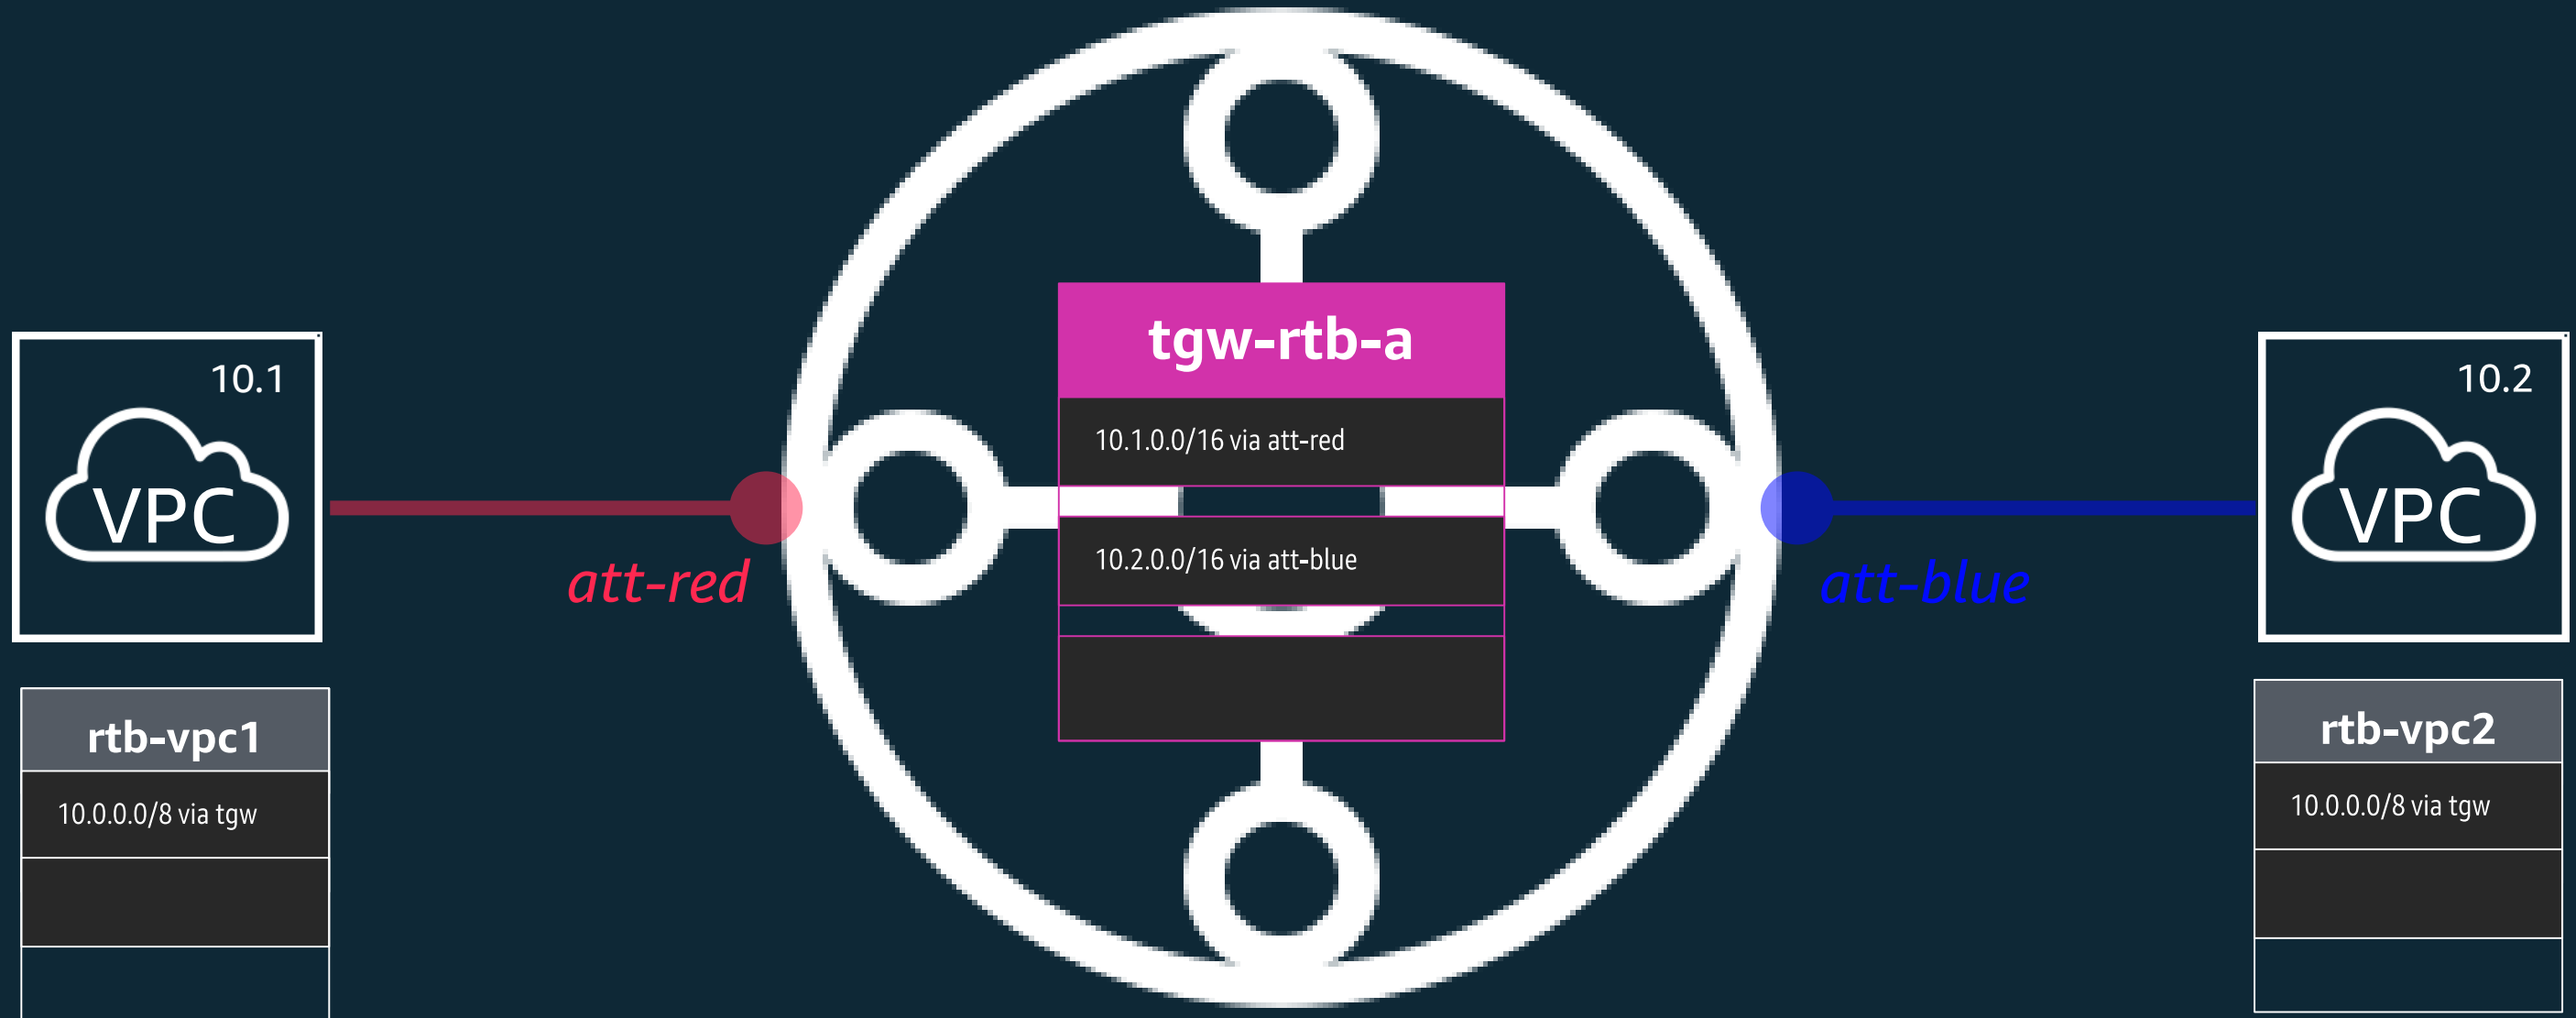 10.1
VPC
att-red
rtb-vpc1
10.0.0.0/8 via tgw
tgw-rtb-a
10.1.0.0/16 via att-red
10.2.0.0/16 via att-blue
10.2
VPC
att-blue
rtb-vpc2
10.0.0.0/8 via tgw